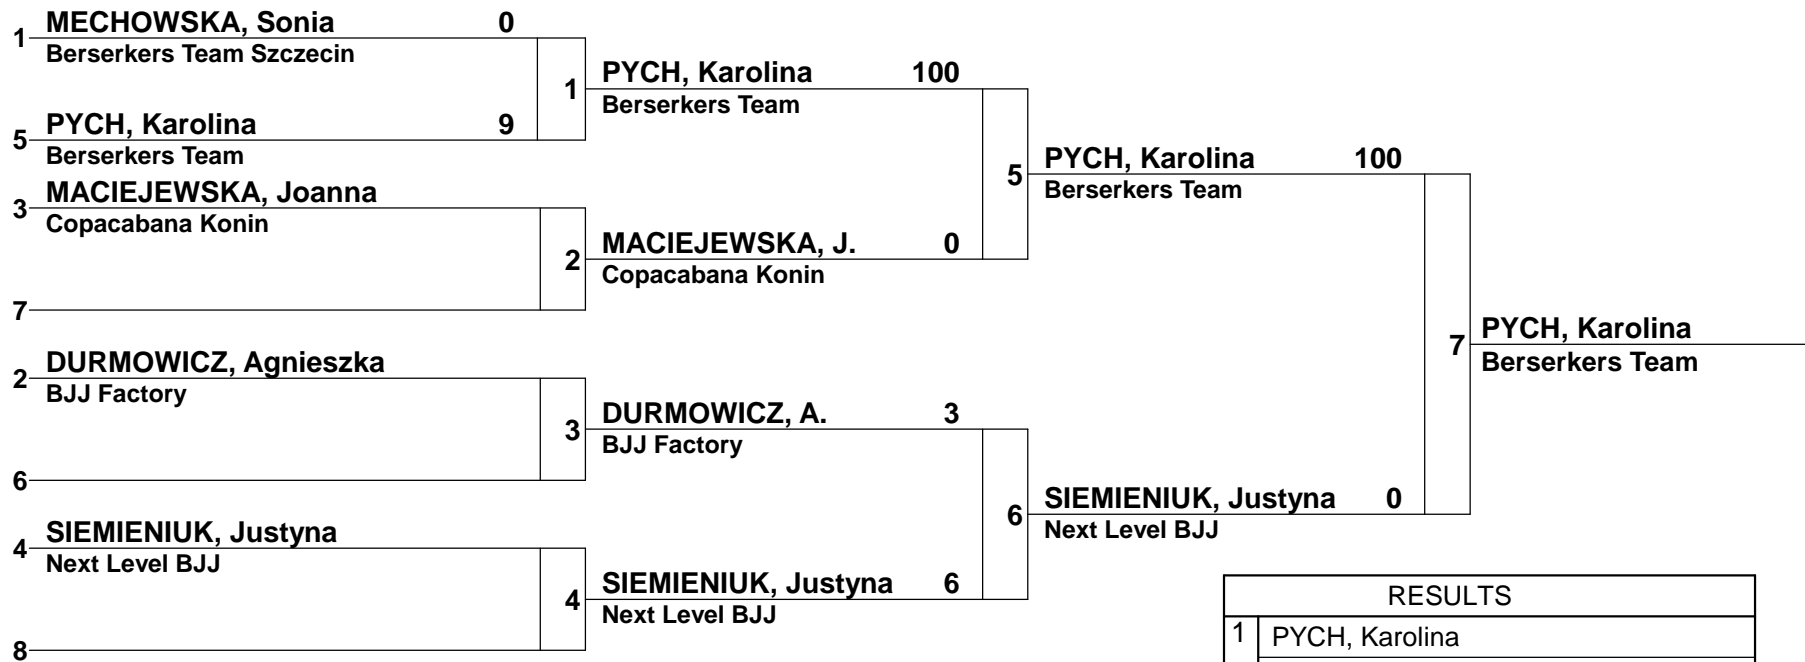 1 MECHOWSKA, Sonia 0
Berserkers Team Szczecin
5 PYCH, Karolina 9
Berserkers Team
3 MACIEJEWSKA, Joanna
Copacabana Konin
7
2 DURMOWICZ, Agnieszka
BJJ Factory
6
4 SIEMIENIUK, Justyna
Next Level BJJ
8
1 PYCH, Karolina 100
Berserkers Team
2 MACIEJEWSKA, J. 0
Copacabana Konin
3 DURMOWICZ, A. 3
BJJ Factory
4 SIEMIENIUK, Justyna 6
Next Level BJJ
5 PYCH, Karolina 100
Berserkers Team
6 SIEMIENIUK, Justyna 0
Next Level BJJ
7 PYCH, Karolina
Berserkers Team
RESULTS
1 PYCH, Karolina